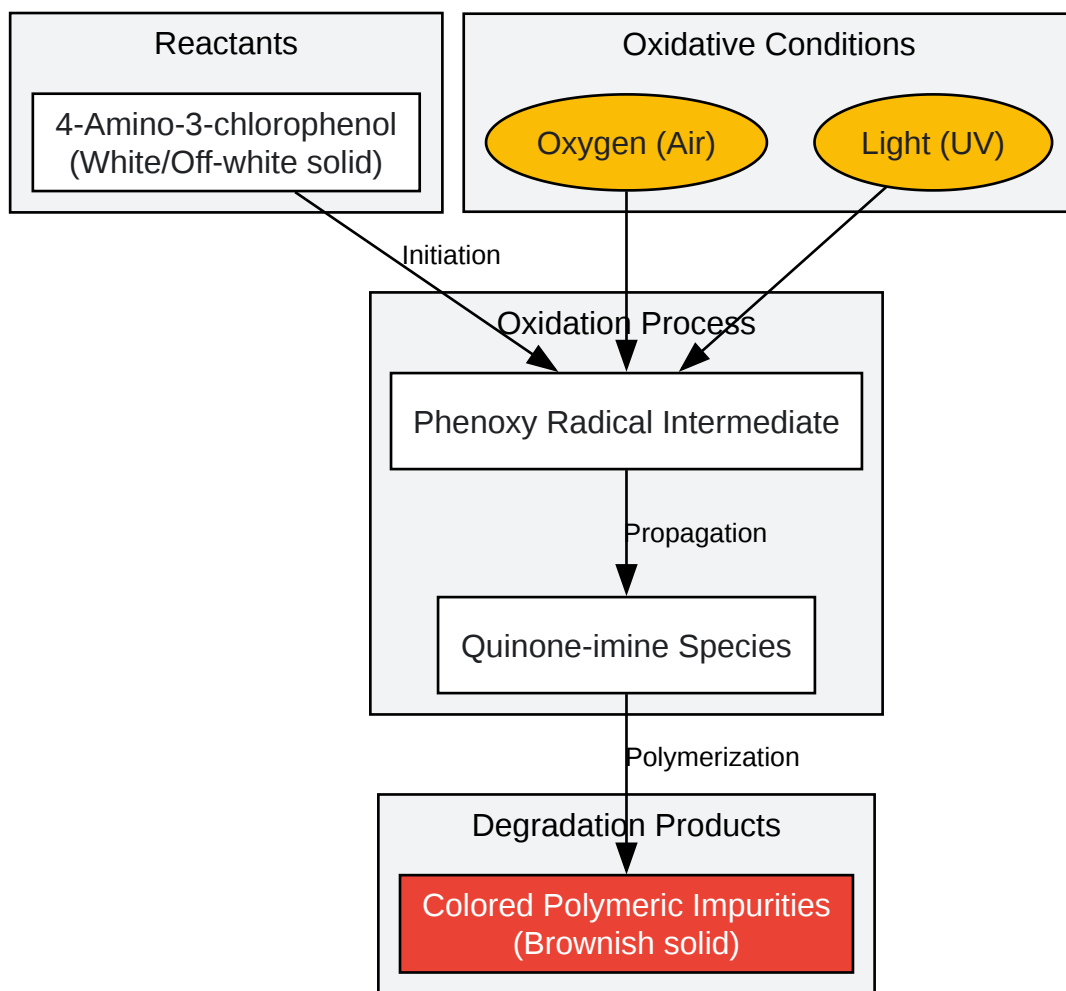 Reactants
4-Amino-3-chlorophenol
(White/Off-white solid)
Oxidative Conditions
Oxygen (Air)
Light (UV)
Initiation
Oxidation Process
Phenoxy Radical Intermediate
Propagation
Quinone-imine Species
Polymerization
Degradation Products
Colored Polymeric Impurities
(Brownish solid)